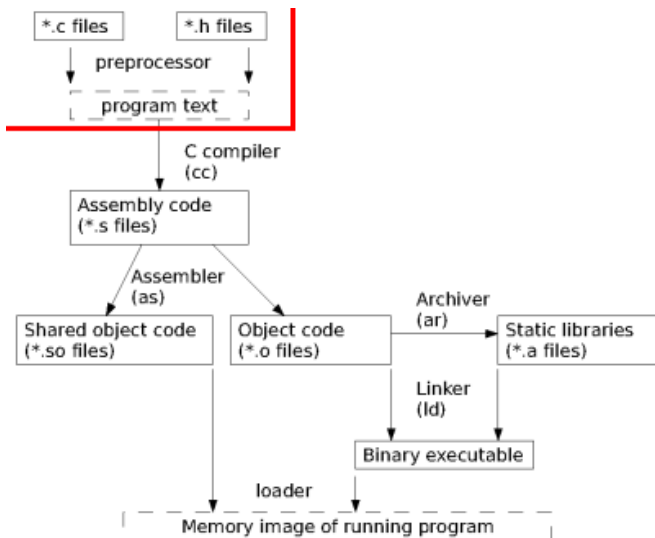 *.c files
*.h files
preprocessor
program text
C compiler
(cc)
Assembly code
(*.s files)
Assembler
(as)
Archiver
(ar)
Shared object code
(*.so files)
Object code
(*.o files)
Static libraries
(*.a files)
Linker
(ld)
Binary executable
loader
Memory image of running program